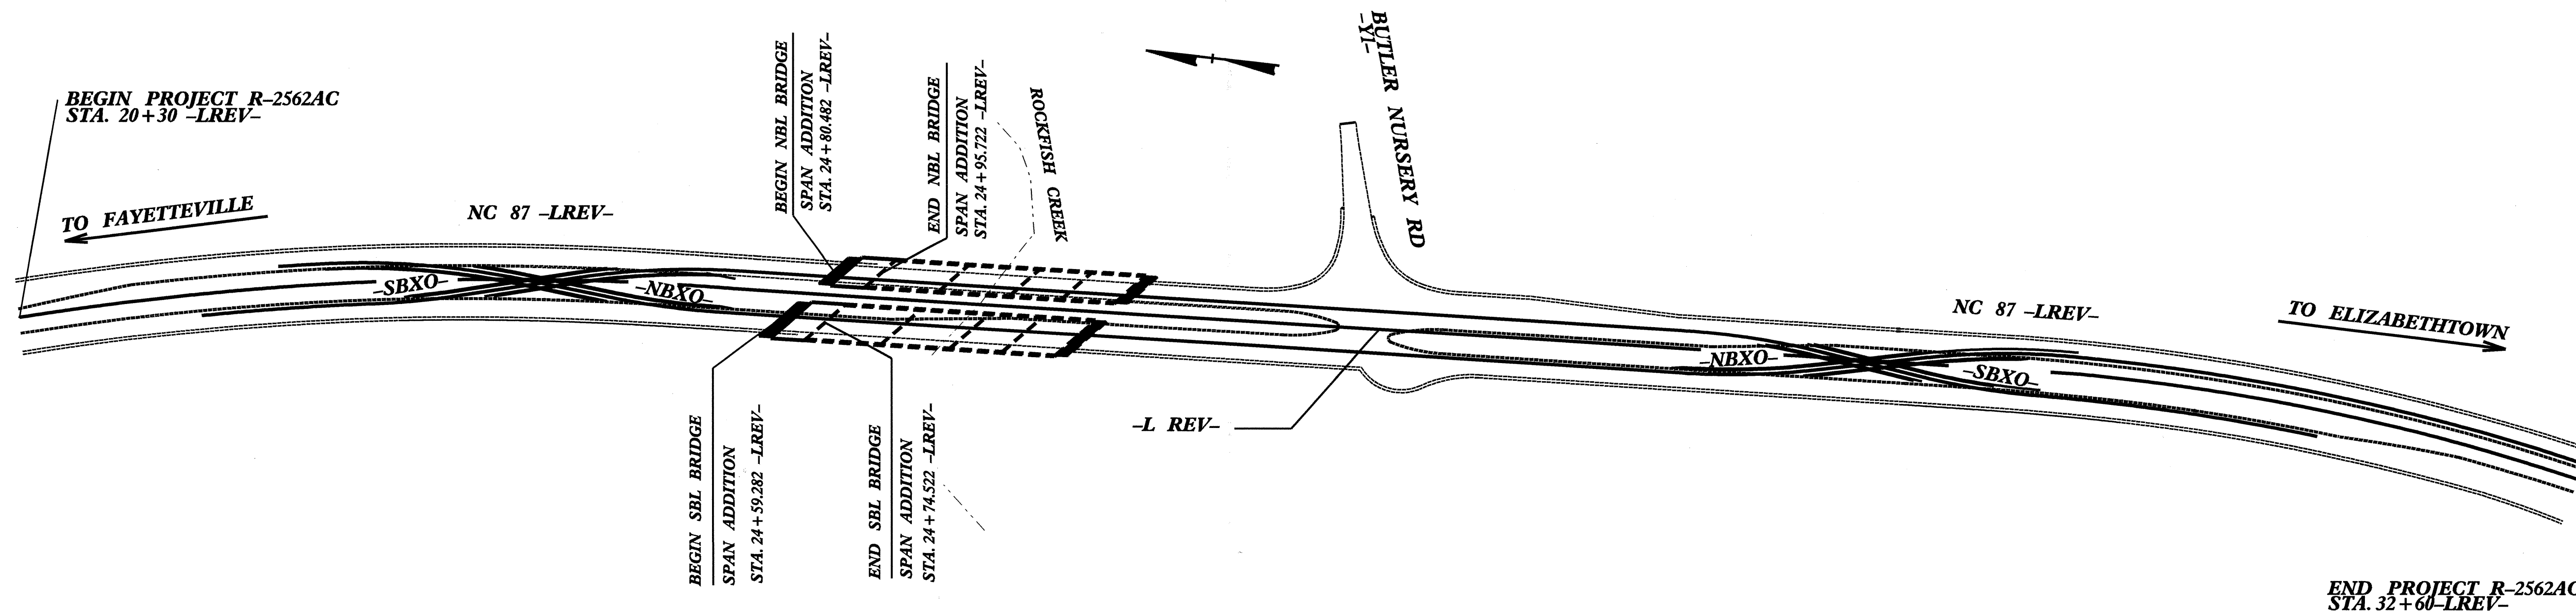 BEGIN PROJECT R–2562AC
STA. 20+30 –LREV–
TO FAYETTEVILLE
NC 87 –LREV–
–SBXO–
–NBXO–
BEGIN NBL BRIDGE
SPAN ADDITION
STA. 24+80.482 –LREV–
END NBL BRIDGE
SPAN ADDITION
STA. 24+95.722 –LREV–
ROCKFISH CREEK
BEGIN SBL BRIDGE
SPAN ADDITION
STA. 24+59.282 –LREV–
END SBL BRIDGE
SPAN ADDITION
STA. 24+74.522 –LREV–
BUTLER NURSERY RD
–Y1–
–L REV–
–NBXO–
–SBXO–
NC 87 –LREV–
TO ELIZABETHTOWN
END PROJECT R–2562AC
STA. 32+60–LREV–